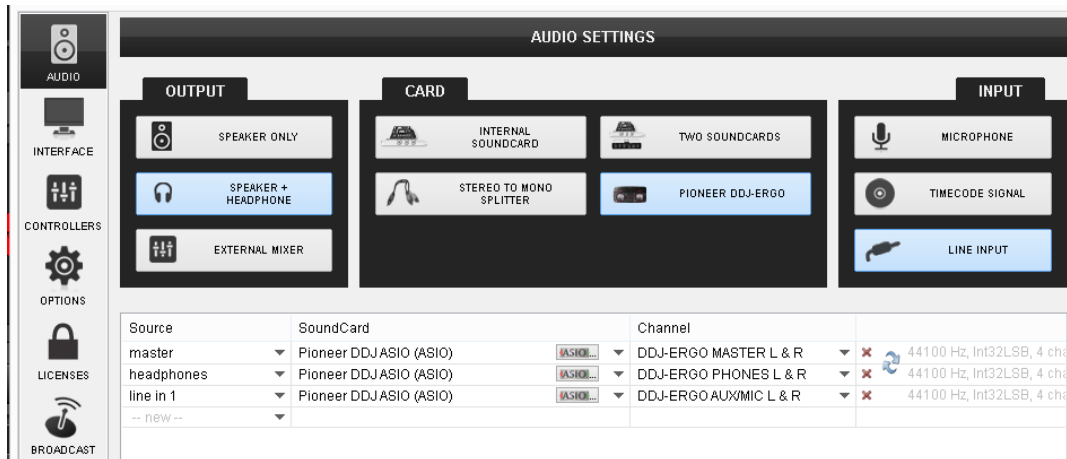 AUDIO SETTINGS
AUDIO
INTERFACE
CONTROLLERS
OPTIONS
LICENSES
BROADCAST
OUTPUT
SPEAKER ONLY
SPEAKER +
HEADPHONE
EXTERNAL MIXER
CARD
INTERNAL
SOUNDCARD
TWO SOUNDCARDS
STEREO TO MONO
SPLITTER
PIONEER DDJ-ERGO
INPUT
MICROPHONE
TIMECODE SIGNAL
LINE INPUT
Source SoundCard Channel
master Pioneer DDJ ASIO (ASIO) ASIO... DDJ-ERGO MASTER L & R 44100 Hz, Int32LSB, 4 cha
headphones Pioneer DDJ ASIO (ASIO) ASIO... DDJ-ERGO PHONES L & R 44100 Hz, Int32LSB, 4 cha
line in 1 Pioneer DDJ ASIO (ASIO) ASIO... DDJ-ERGO AUX/MIC L & R 44100 Hz, Int32LSB, 4 cha
-- new --